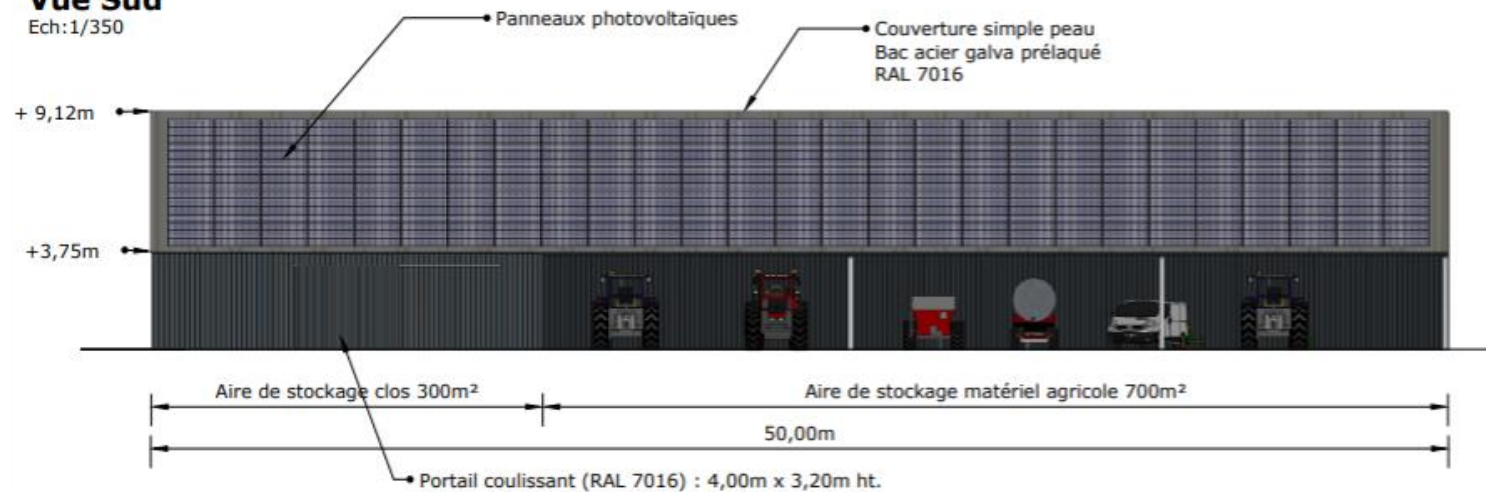 Vue Sud
Ech:1/350
Panneaux photovoltaïques
Couverture simple peau
Bac acier galva prélaqué
RAL 7016
+ 9,12m
+3,75m
Aire de stockage clos 300m²
Aire de stockage matériel agricole 700m²
50,00m
Portail coulissant (RAL 7016) : 4,00m x 3,20m ht.